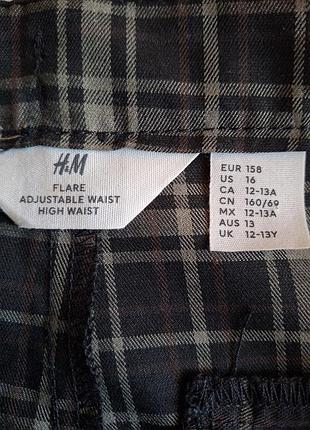 H&M
FLARE
ADJUSTABLE WAIST
HIGH WAIST
EUR 158
US 16
CA 12-13A
CN 160/69
MX 12-13A
AUS 13
UK 12-13Y